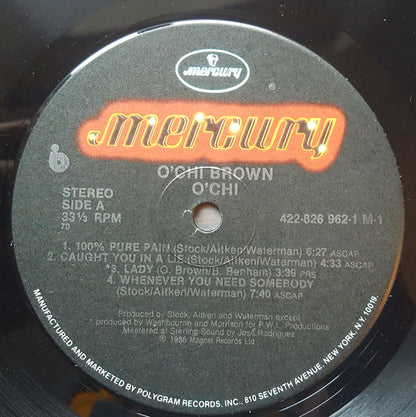 mercury
®
mercury
O'CHI BROWN
O'CHI
STEREO
SIDE A
33⅓ RPM
70
422-826 962-1 M-1
1. 100% PURE PAIN (Stock/Aitken/Waterman) 6:27 ASCAP
2. CAUGHT YOU IN A LIE (Stock/Aitken/Waterman) 4:33 ASCAP
*3. LADY (O. Brown/B. Benham) 3:39 PRS
4. WHENEVER YOU NEED SOMEBODY
(Stock/Aitken/Waterman) 7:40 ASCAP
Produced by Stock, Aitken and Waterman except
* produced by Washbourne and Morrison for P.W.L. Productions
Mastered at Sterling Sound by José Rodriguez
℗ 1986 Magnet Records Ltd.
MANUFACTURED AND MARKETED BY POLYGRAM RECORDS, INC., 810 SEVENTH AVENUE, NEW YORK, N.Y. 10019.